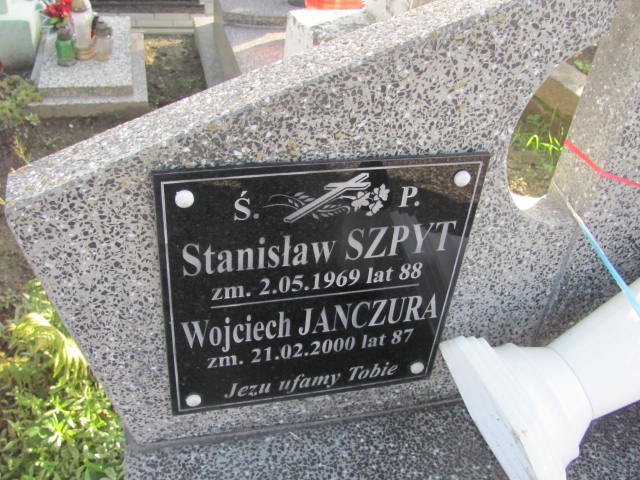 Ś. P.
Stanisław SZPYT
zm. 2.05.1969 lat 88
Wojciech JANCZURA
zm. 21.02.2000 lat 87
Jezu ufamy Tobie